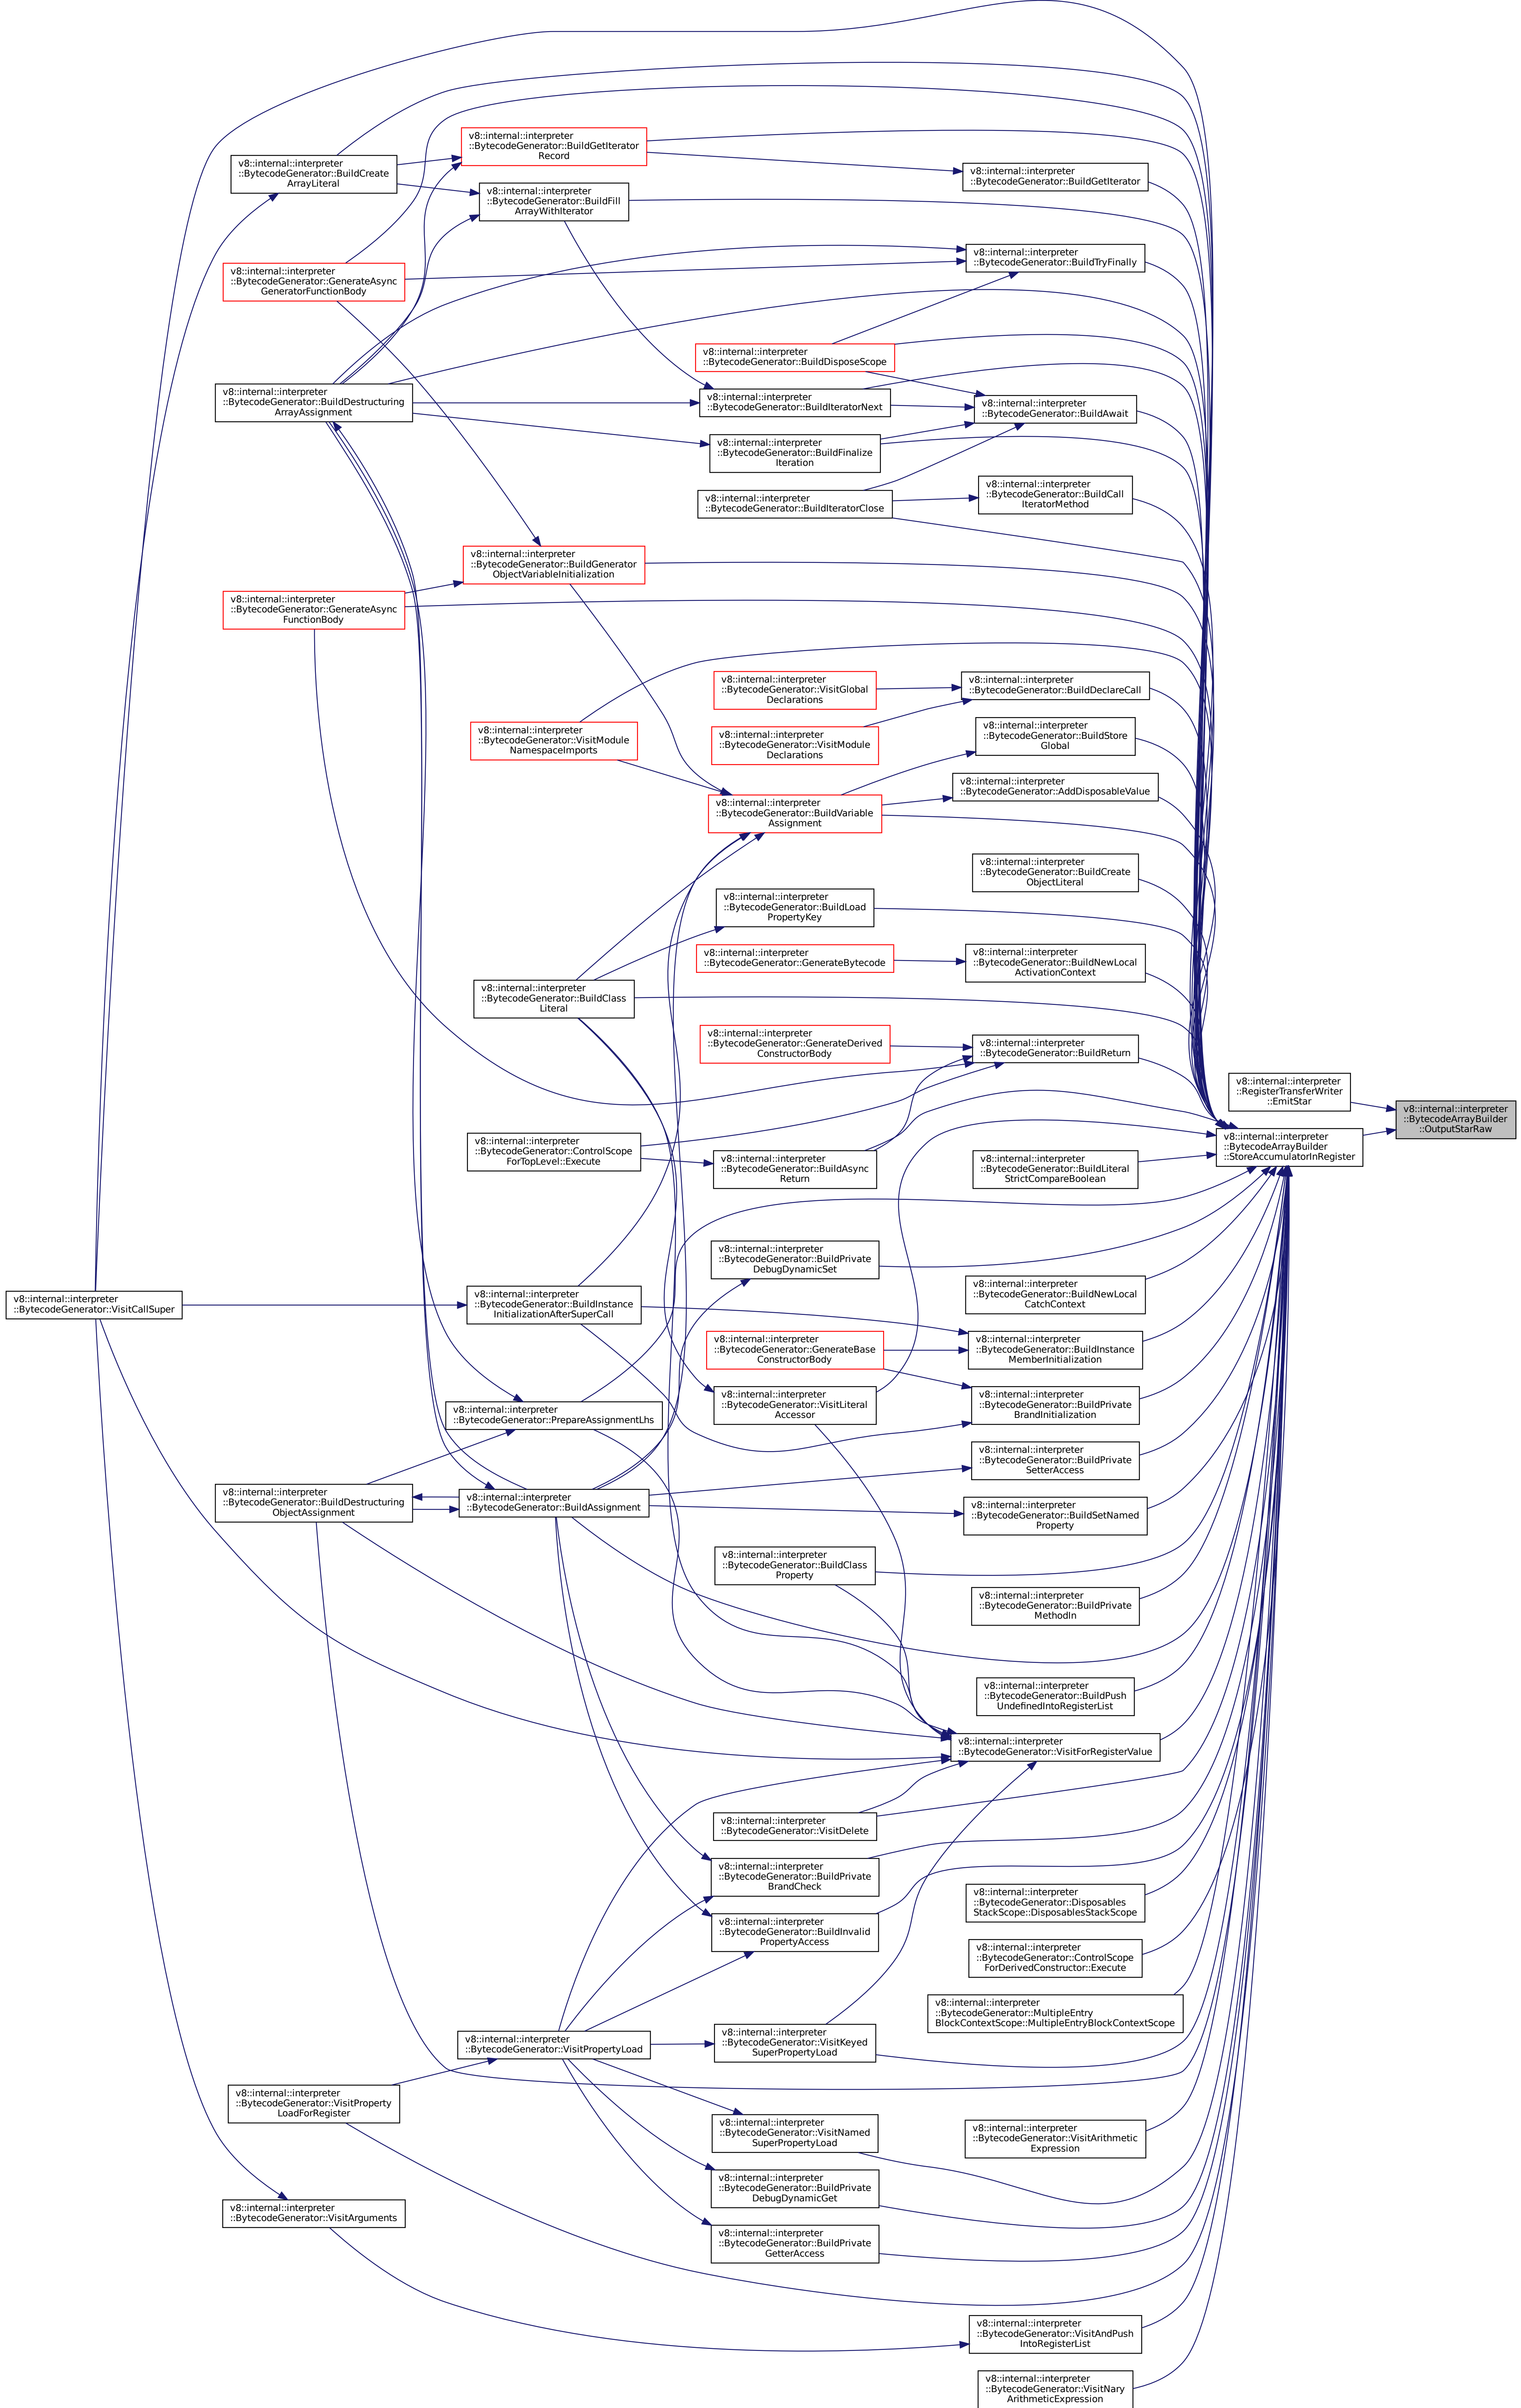 v8::internal::interpreter
::BytecodeGenerator::BuildGetIterator
Record
v8::internal::interpreter
::BytecodeGenerator::BuildCreate
ArrayLiteral
v8::internal::interpreter
::BytecodeGenerator::BuildGetIterator
v8::internal::interpreter
::BytecodeGenerator::BuildFill
ArrayWithIterator
v8::internal::interpreter
::BytecodeGenerator::BuildTryFinally
v8::internal::interpreter
::BytecodeGenerator::GenerateAsync
GeneratorFunctionBody
v8::internal::interpreter
::BytecodeGenerator::BuildDisposeScope
v8::internal::interpreter
::BytecodeGenerator::BuildDestructuring
ArrayAssignment
v8::internal::interpreter
::BytecodeGenerator::BuildIteratorNext
v8::internal::interpreter
::BytecodeGenerator::BuildAwait
v8::internal::interpreter
::BytecodeGenerator::BuildFinalize
Iteration
v8::internal::interpreter
::BytecodeGenerator::BuildCall
IteratorMethod
v8::internal::interpreter
::BytecodeGenerator::BuildIteratorClose
v8::internal::interpreter
::BytecodeGenerator::BuildGenerator
ObjectVariableInitialization
v8::internal::interpreter
::BytecodeGenerator::GenerateAsync
FunctionBody
v8::internal::interpreter
::BytecodeGenerator::VisitGlobal
Declarations
v8::internal::interpreter
::BytecodeGenerator::BuildDeclareCall
v8::internal::interpreter
::BytecodeGenerator::VisitModule
NamespaceImports
v8::internal::interpreter
::BytecodeGenerator::VisitModule
Declarations
v8::internal::interpreter
::BytecodeGenerator::BuildStore
Global
v8::internal::interpreter
::BytecodeGenerator::AddDisposableValue
v8::internal::interpreter
::BytecodeGenerator::BuildVariable
Assignment
v8::internal::interpreter
::BytecodeGenerator::BuildCreate
ObjectLiteral
v8::internal::interpreter
::BytecodeGenerator::BuildLoad
PropertyKey
v8::internal::interpreter
::BytecodeGenerator::GenerateBytecode
v8::internal::interpreter
::BytecodeGenerator::BuildNewLocal
ActivationContext
v8::internal::interpreter
::BytecodeGenerator::BuildClass
Literal
v8::internal::interpreter
::BytecodeGenerator::GenerateDerived
ConstructorBody
v8::internal::interpreter
::BytecodeGenerator::BuildReturn
v8::internal::interpreter
::RegisterTransferWriter
::EmitStar
v8::internal::interpreter
::BytecodeArrayBuilder
::OutputStarRaw
v8::internal::interpreter
::BytecodeArrayBuilder
::StoreAccumulatorInRegister
v8::internal::interpreter
::BytecodeGenerator::ControlScope
ForTopLevel::Execute
v8::internal::interpreter
::BytecodeGenerator::BuildAsync
Return
v8::internal::interpreter
::BytecodeGenerator::BuildLiteral
StrictCompareBoolean
v8::internal::interpreter
::BytecodeGenerator::BuildPrivate
DebugDynamicSet
v8::internal::interpreter
::BytecodeGenerator::BuildNewLocal
CatchContext
v8::internal::interpreter
::BytecodeGenerator::VisitCallSuper
v8::internal::interpreter
::BytecodeGenerator::BuildInstance
InitializationAfterSuperCall
v8::internal::interpreter
::BytecodeGenerator::GenerateBase
ConstructorBody
v8::internal::interpreter
::BytecodeGenerator::BuildInstance
MemberInitialization
v8::internal::interpreter
::BytecodeGenerator::VisitLiteral
Accessor
v8::internal::interpreter
::BytecodeGenerator::BuildPrivate
BrandInitialization
v8::internal::interpreter
::BytecodeGenerator::PrepareAssignmentLhs
v8::internal::interpreter
::BytecodeGenerator::BuildPrivate
SetterAccess
v8::internal::interpreter
::BytecodeGenerator::BuildDestructuring
ObjectAssignment
v8::internal::interpreter
::BytecodeGenerator::BuildAssignment
v8::internal::interpreter
::BytecodeGenerator::BuildSetNamed
Property
v8::internal::interpreter
::BytecodeGenerator::BuildClass
Property
v8::internal::interpreter
::BytecodeGenerator::BuildPrivate
MethodIn
v8::internal::interpreter
::BytecodeGenerator::BuildPush
UndefinedIntoRegisterList
v8::internal::interpreter
::BytecodeGenerator::VisitForRegisterValue
v8::internal::interpreter
::BytecodeGenerator::VisitDelete
v8::internal::interpreter
::BytecodeGenerator::BuildPrivate
BrandCheck
v8::internal::interpreter
::BytecodeGenerator::Disposables
StackScope::DisposablesStackScope
v8::internal::interpreter
::BytecodeGenerator::BuildInvalid
PropertyAccess
v8::internal::interpreter
::BytecodeGenerator::ControlScope
ForDerivedConstructor::Execute
v8::internal::interpreter
::BytecodeGenerator::MultipleEntry
BlockContextScope::MultipleEntryBlockContextScope
v8::internal::interpreter
::BytecodeGenerator::VisitPropertyLoad
v8::internal::interpreter
::BytecodeGenerator::VisitKeyed
SuperPropertyLoad
v8::internal::interpreter
::BytecodeGenerator::VisitProperty
LoadForRegister
v8::internal::interpreter
::BytecodeGenerator::VisitNamed
SuperPropertyLoad
v8::internal::interpreter
::BytecodeGenerator::VisitArithmetic
Expression
v8::internal::interpreter
::BytecodeGenerator::BuildPrivate
DebugDynamicGet
v8::internal::interpreter
::BytecodeGenerator::VisitArguments
v8::internal::interpreter
::BytecodeGenerator::BuildPrivate
GetterAccess
v8::internal::interpreter
::BytecodeGenerator::VisitAndPush
IntoRegisterList
v8::internal::interpreter
::BytecodeGenerator::VisitNary
ArithmeticExpression